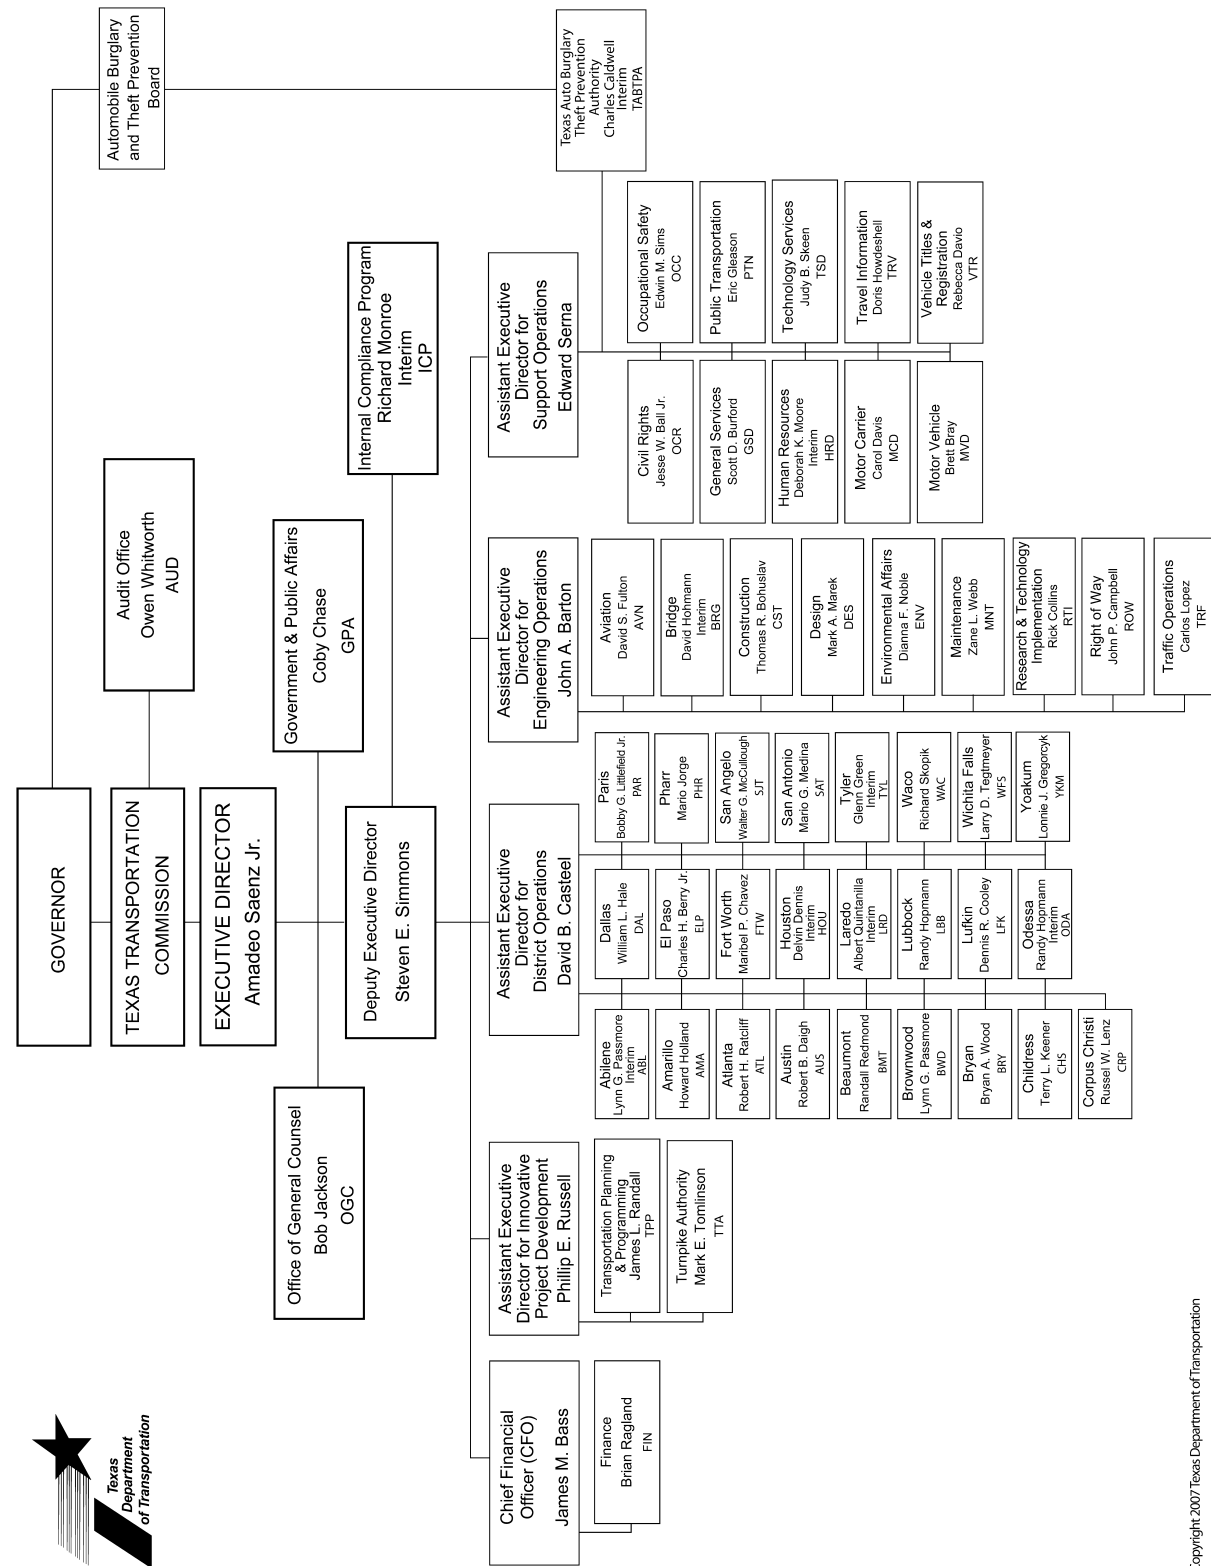 Texas
Department
of Transportation
GOVERNOR
Automobile Burglary
and Theft Prevention
Board
TEXAS TRANSPORTATION
COMMISSION
Audit Office
Owen Whitworth
AUD
EXECUTIVE DIRECTOR
Amadeo Saenz Jr.
Office of General Counsel
Bob Jackson
OGC
Government & Public Affairs
Coby Chase
GPA
Deputy Executive Director
Steven E. Simmons
Internal Compliance Program
Richard Monroe
Interim
ICP
Chief Financial
Officer (CFO)
James M. Bass
Finance
Brian Ragland
FIN
Assistant Executive
Director for Innovative
Project Development
Phillip E. Russell
Transportation Planning
& Programming
James L. Randall
TPP
Turnpike Authority
Mark E. Tomlinson
TTA
Assistant Executive
Director for
District Operations
David B. Casteel
Abilene
Lynn G. Passmore
Interim
ABL
Amarillo
Howard Holland
AMA
Atlanta
Robert H. Ratcliff
ATL
Austin
Robert B. Daigh
AUS
Beaumont
Randall Redmond
BMT
Brownwood
Lynn G. Passmore
BWD
Bryan
Bryan A. Wood
BRY
Childress
Terry L. Keener
CHS
Corpus Christi
Russel W. Lenz
CRP
Dallas
William L. Hale
DAL
El Paso
Charles H. Berry Jr.
ELP
Fort Worth
Maribel P. Chavez
FTW
Houston
Delvin Dennis
Interim
HOU
Laredo
Albert Quintanilla
Interim
LRD
Lubbock
Randy Hopmann
LBB
Lufkin
Dennis R. Cooley
LFK
Odessa
Randy Hopmann
Interim
ODA
Paris
Bobby G. Littlefield Jr.
PAR
Pharr
Mario Jorge
PHR
San Angelo
Walter G. McCullough
SJT
San Antonio
Mario G. Medina
SAT
Tyler
Glenn Green
Interim
TYL
Waco
Richard Skopik
WAC
Wichita Falls
Larry D. Tegtmeyer
WFS
Yoakum
Lonnie J. Gregorcyk
YKM
Assistant Executive
Director for
Engineering Operations
John A. Barton
Aviation
David S. Fulton
AVN
Bridge
David Hohmann
Interim
BRG
Construction
Thomas R. Bohuslav
CST
Design
Mark A. Marek
DES
Environmental Affairs
Dianna F. Noble
ENV
Maintenance
Zane L. Webb
MNT
Research & Technology
Implementation
Rick Collins
RTI
Right of Way
John P. Campbell
ROW
Traffic Operations
Carlos Lopez
TRF
Assistant Executive
Director for
Support Operations
Edward Serna
Texas Auto Burglary
Theft Prevention
Authority
Charles Caldwell
Interim
TABTPA
Civil Rights
Jesse W. Ball Jr.
OCR
General Services
Scott D. Burford
GSD
Human Resources
Deborah K. Moore
Interim
HRD
Motor Carrier
Carol Davis
MCD
Motor Vehicle
Brett Bray
MVD
Occupational Safety
Edwin M. Sims
OCC
Public Transportation
Eric Gleason
PTN
Technology Services
Judy B. Skeen
TSD
Travel Information
Doris Howdeshell
TRV
Vehicle Titles &
Registration
Rebecca Davio
VTR
opyright 2007 Texas Department of Transportation